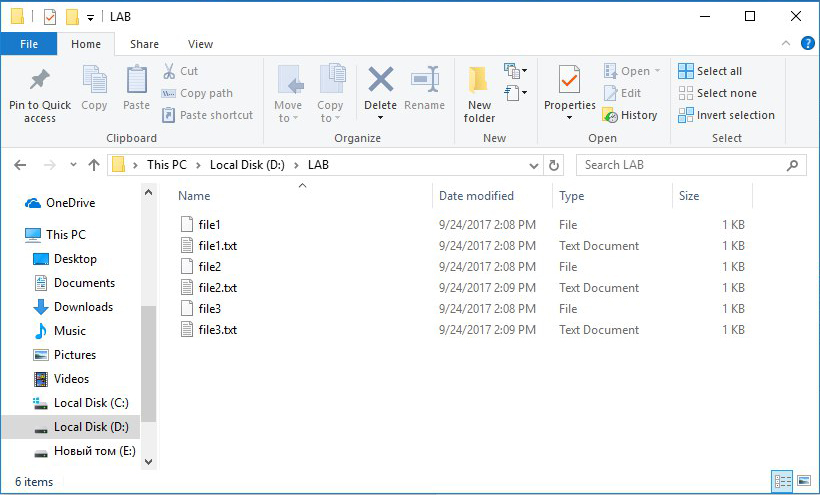 LAB
File Home Share View
Pin to Quick access
Copy
Paste
Cut
Copy path
Paste shortcut
Clipboard
Move to
Copy to
Delete
Rename
Organize
New folder
New
Properties
Open
Edit
History
Open
Select all
Select none
Invert selection
Select
This PC > Local Disk (D:) > LAB
Search LAB
OneDrive
This PC
Desktop
Documents
Downloads
Music
Pictures
Videos
Local Disk (C:)
Local Disk (D:)
Новый том (E:)
Name Date modified Type Size
file1 9/24/2017 2:08 PM File 1 KB
file1.txt 9/24/2017 2:08 PM Text Document 1 KB
file2 9/24/2017 2:08 PM File 1 KB
file2.txt 9/24/2017 2:09 PM Text Document 1 KB
file3 9/24/2017 2:08 PM File 1 KB
file3.txt 9/24/2017 2:09 PM Text Document 1 KB
6 items